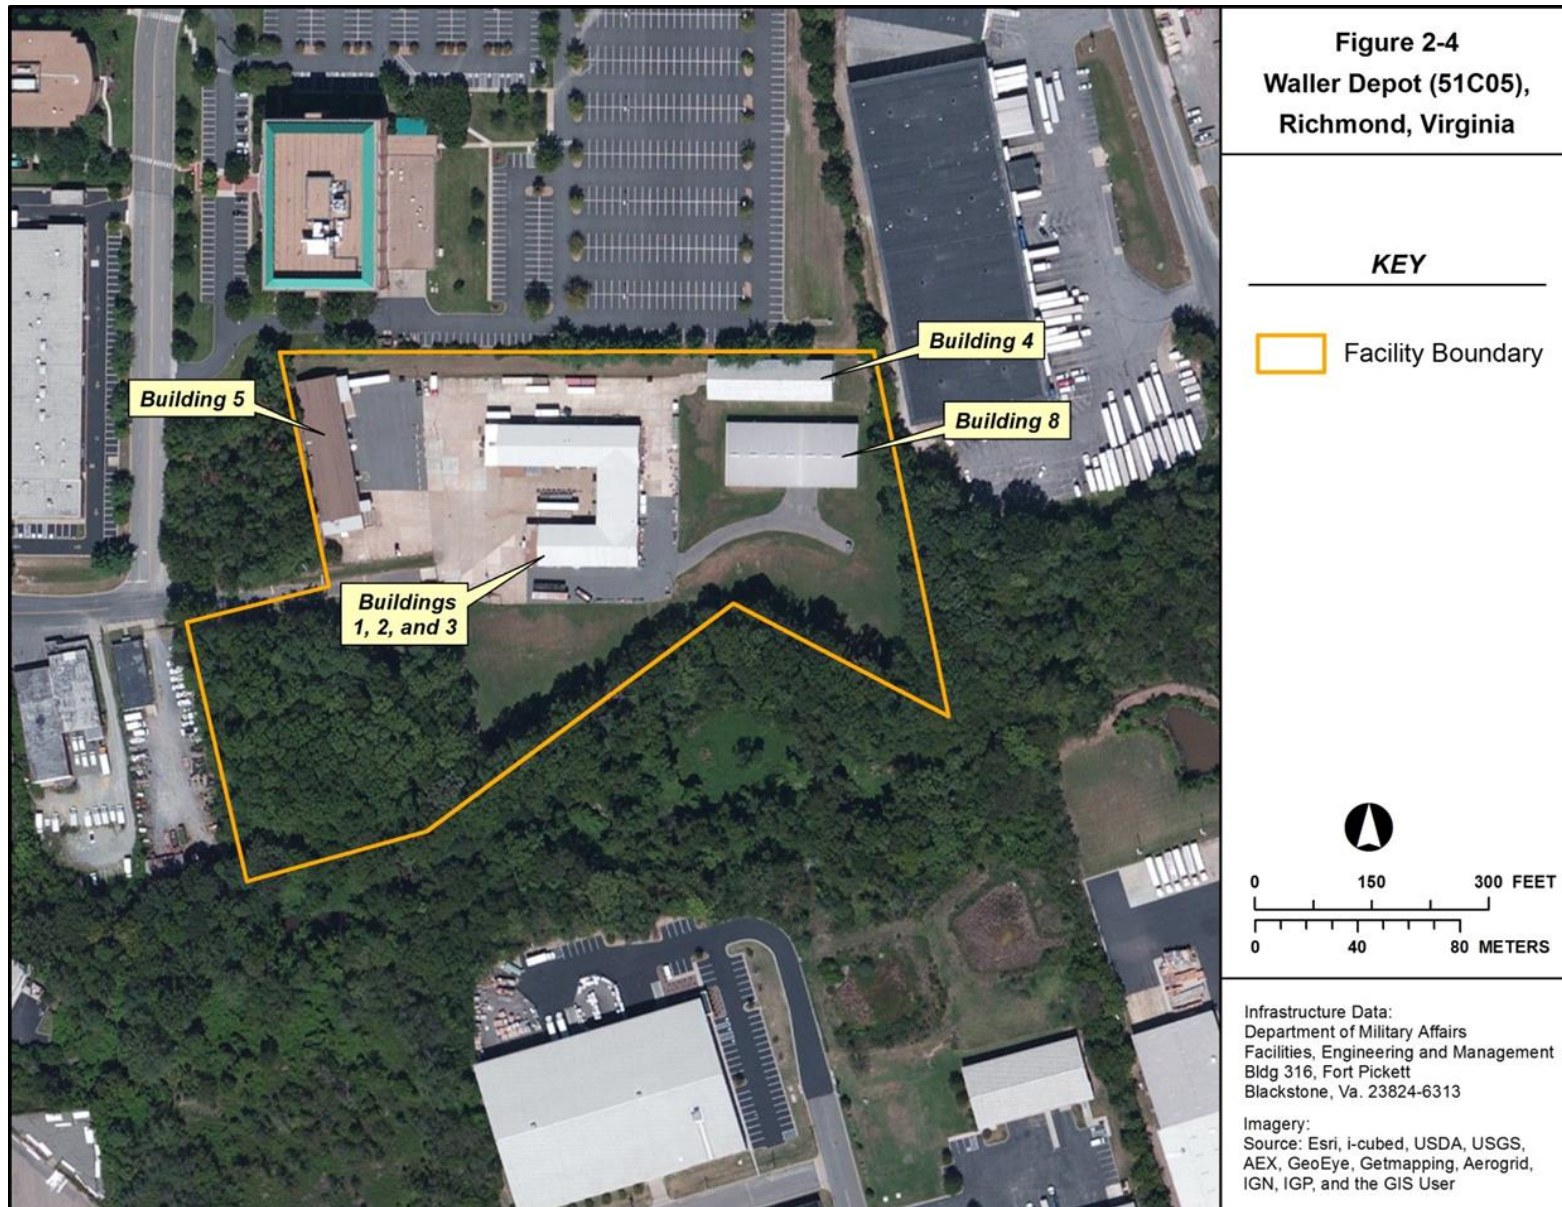 Figure 2-4
Waller Depot (51C05),
Richmond, Virginia
KEY
Facility Boundary
Building 4
Building 5
Building 8
Buildings
1, 2, and 3
0 150 300 FEET
0 40 80 METERS
Infrastructure Data:
Department of Military Affairs
Facilities, Engineering and Management
Bldg 316, Fort Pickett
Blackstone, Va. 23824-6313
Imagery:
Source: Esri, i-cubed, USDA, USGS,
AEX, GeoEye, Getmapping, Aerogrid,
IGN, IGP, and the GIS User